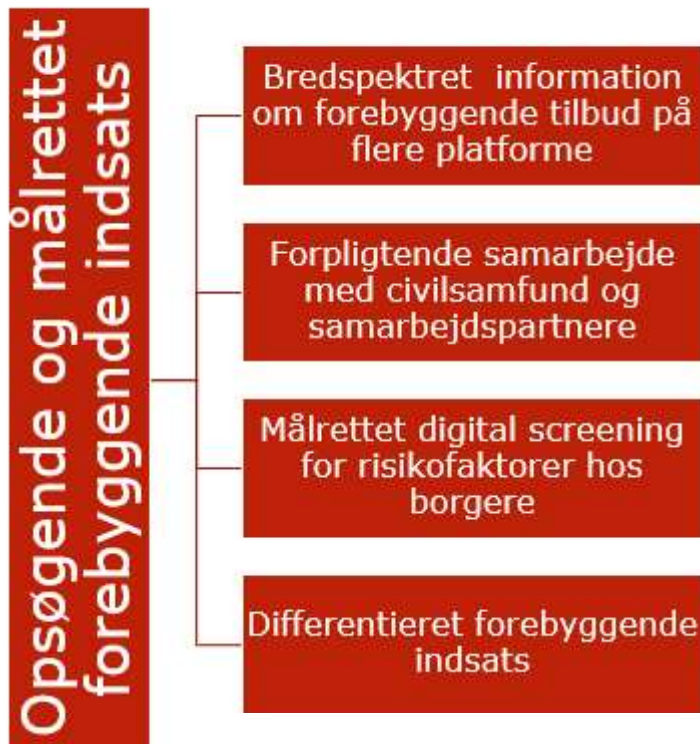 Opsøgende og målrettet
forebyggende indsats
Bredspektret information
om forebyggende tilbud på
flere platforme
Forpligtende samarbejde
med civilsamfund og
samarbejdspartnere
Målrettet digital screening
for risikofaktorer hos
borgere
Differentieret forebyggende
indsats